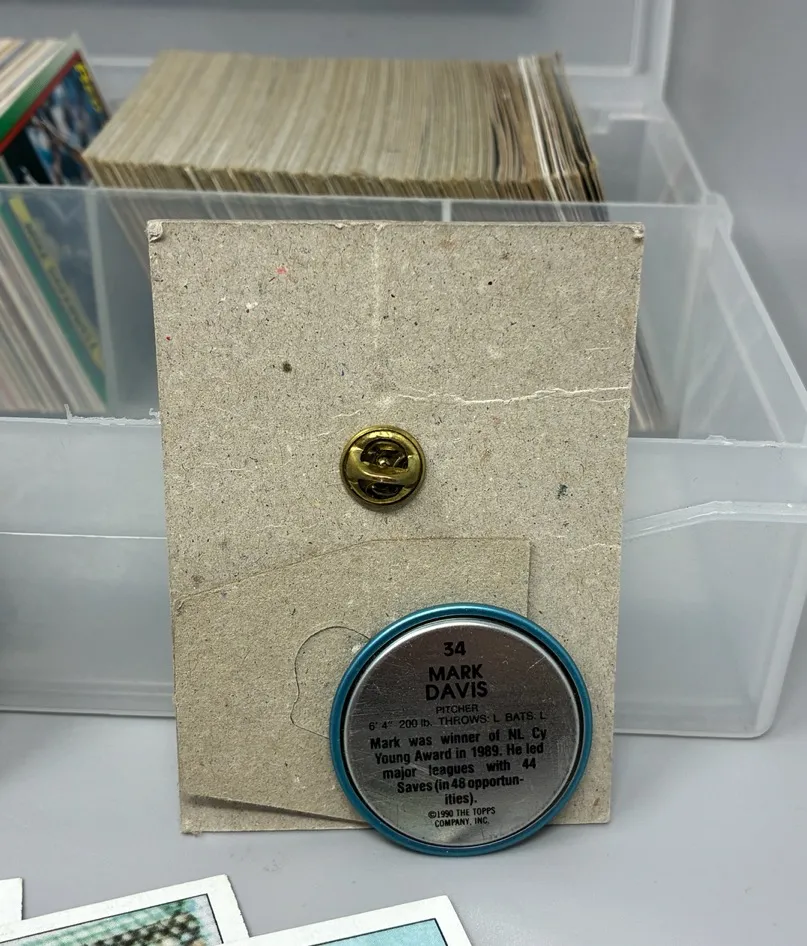 34
MARK
DAVIS
PITCHER
6' 4" 200 lb. THROWS: L BATS: L
Mark was winner of NL Cy
Young Award in 1989. He led
major leagues with 44
Saves (in 48 opportun-
ities).
©1990 THE TOPPS
COMPANY, INC.